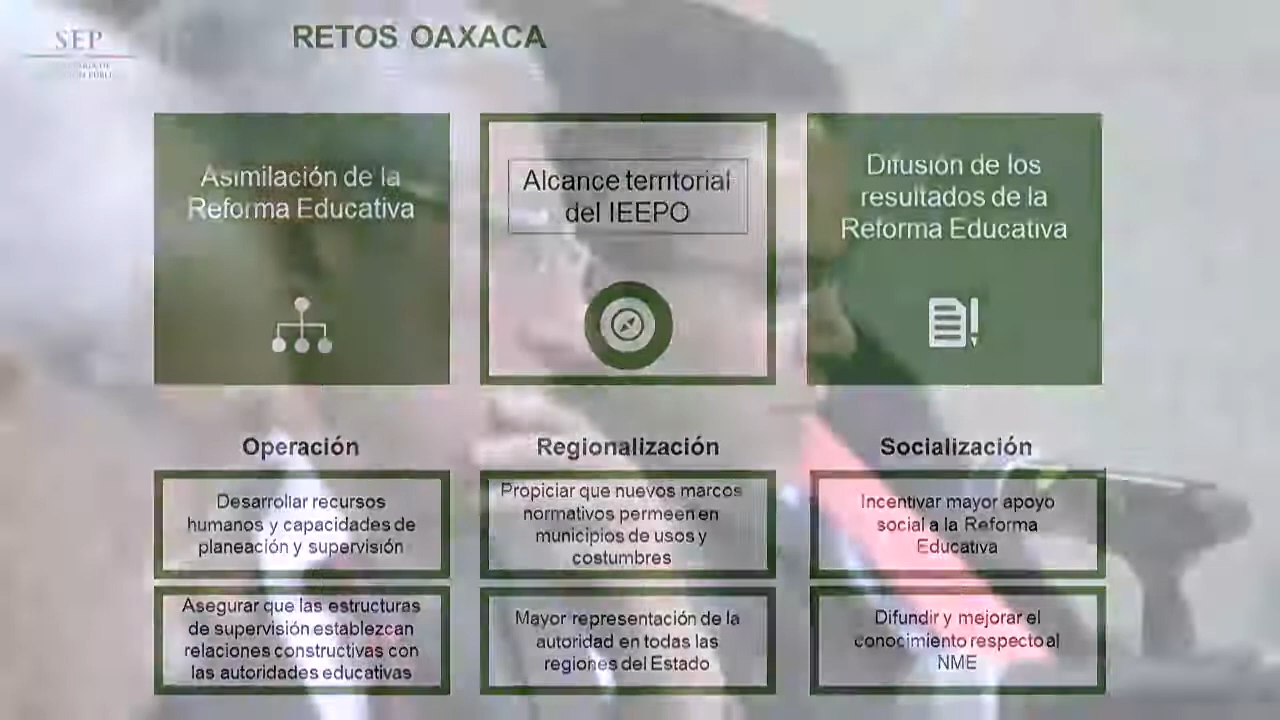 SEP
RETOS OAXACA
Asimilación de la
Reforma Educativa
Alcance territorial
del IEEPO
Difusión de los
resultados de la
Reforma Educativa
Operación
Regionalización
Socialización
Desarrollar recursos
humanos y capacidades de
planeación y supervisión
Propiciar que nuevos marcos
normativos permeen en
municipios de usos y
costumbres
Incentivar mayor apoyo
social a la Reforma
Educativa
Asegurar que las estructuras
de supervisión establezcan
relaciones constructivas con
las autoridades educativas
Mayor representación de la
autoridad en todas las
regiones del Estado
Difundir y mejorar el
conocimiento respecto al
NME